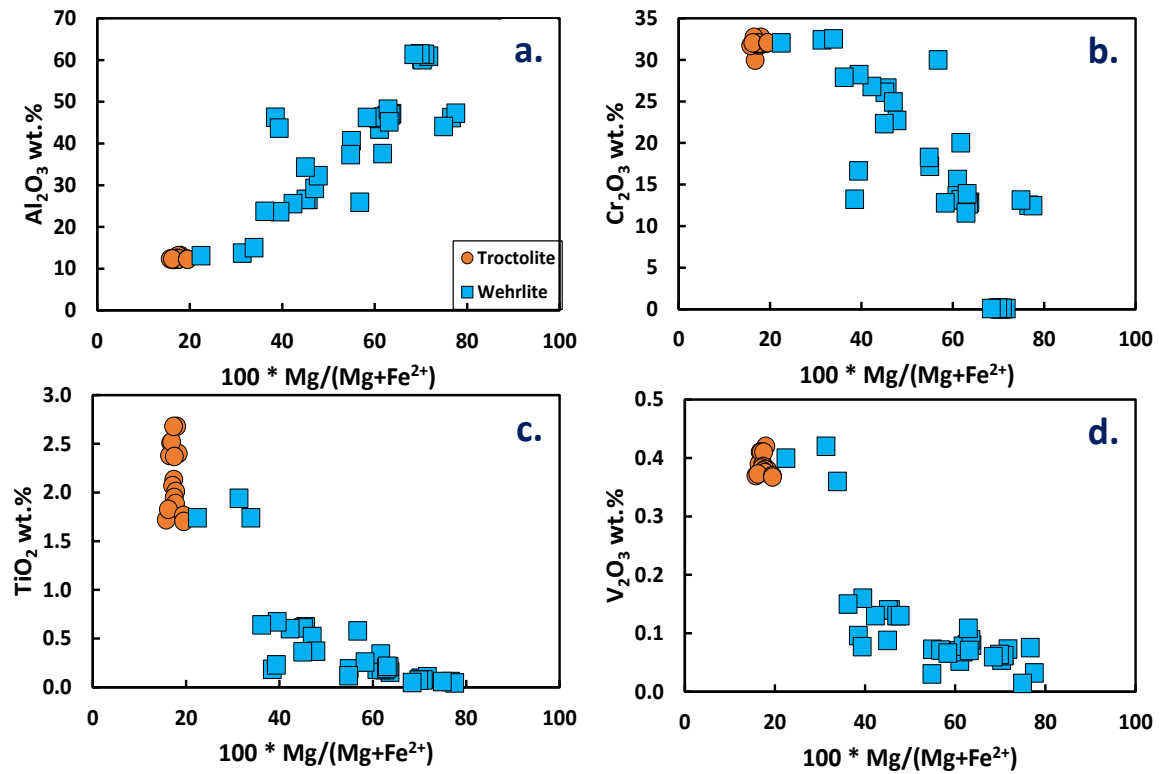 a.
Al₂O₃ wt.%
70
60
50
40
30
20
10
0
0 20 40 60 80 100
100 * Mg/(Mg+Fe²⁺)
Troctolite
Wehrlite
b.
Cr₂O₃ wt.%
35
30
25
20
15
10
5
0
0 20 40 60 80 100
100 * Mg/(Mg+Fe²⁺)
c.
TiO₂ wt.%
3.0
2.5
2.0
1.5
1.0
0.5
0.0
0 20 40 60 80 100
100 * Mg/(Mg+Fe²⁺)
d.
V₂O₃ wt.%
0.5
0.4
0.3
0.2
0.1
0.0
0 20 40 60 80 100
100 * Mg/(Mg+Fe²⁺)